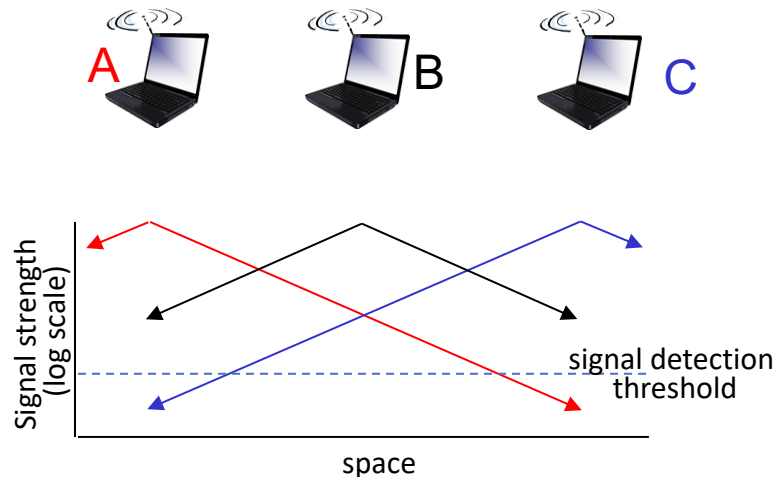 A
B
C
Signal strength
(log scale)
signal detection
threshold
space